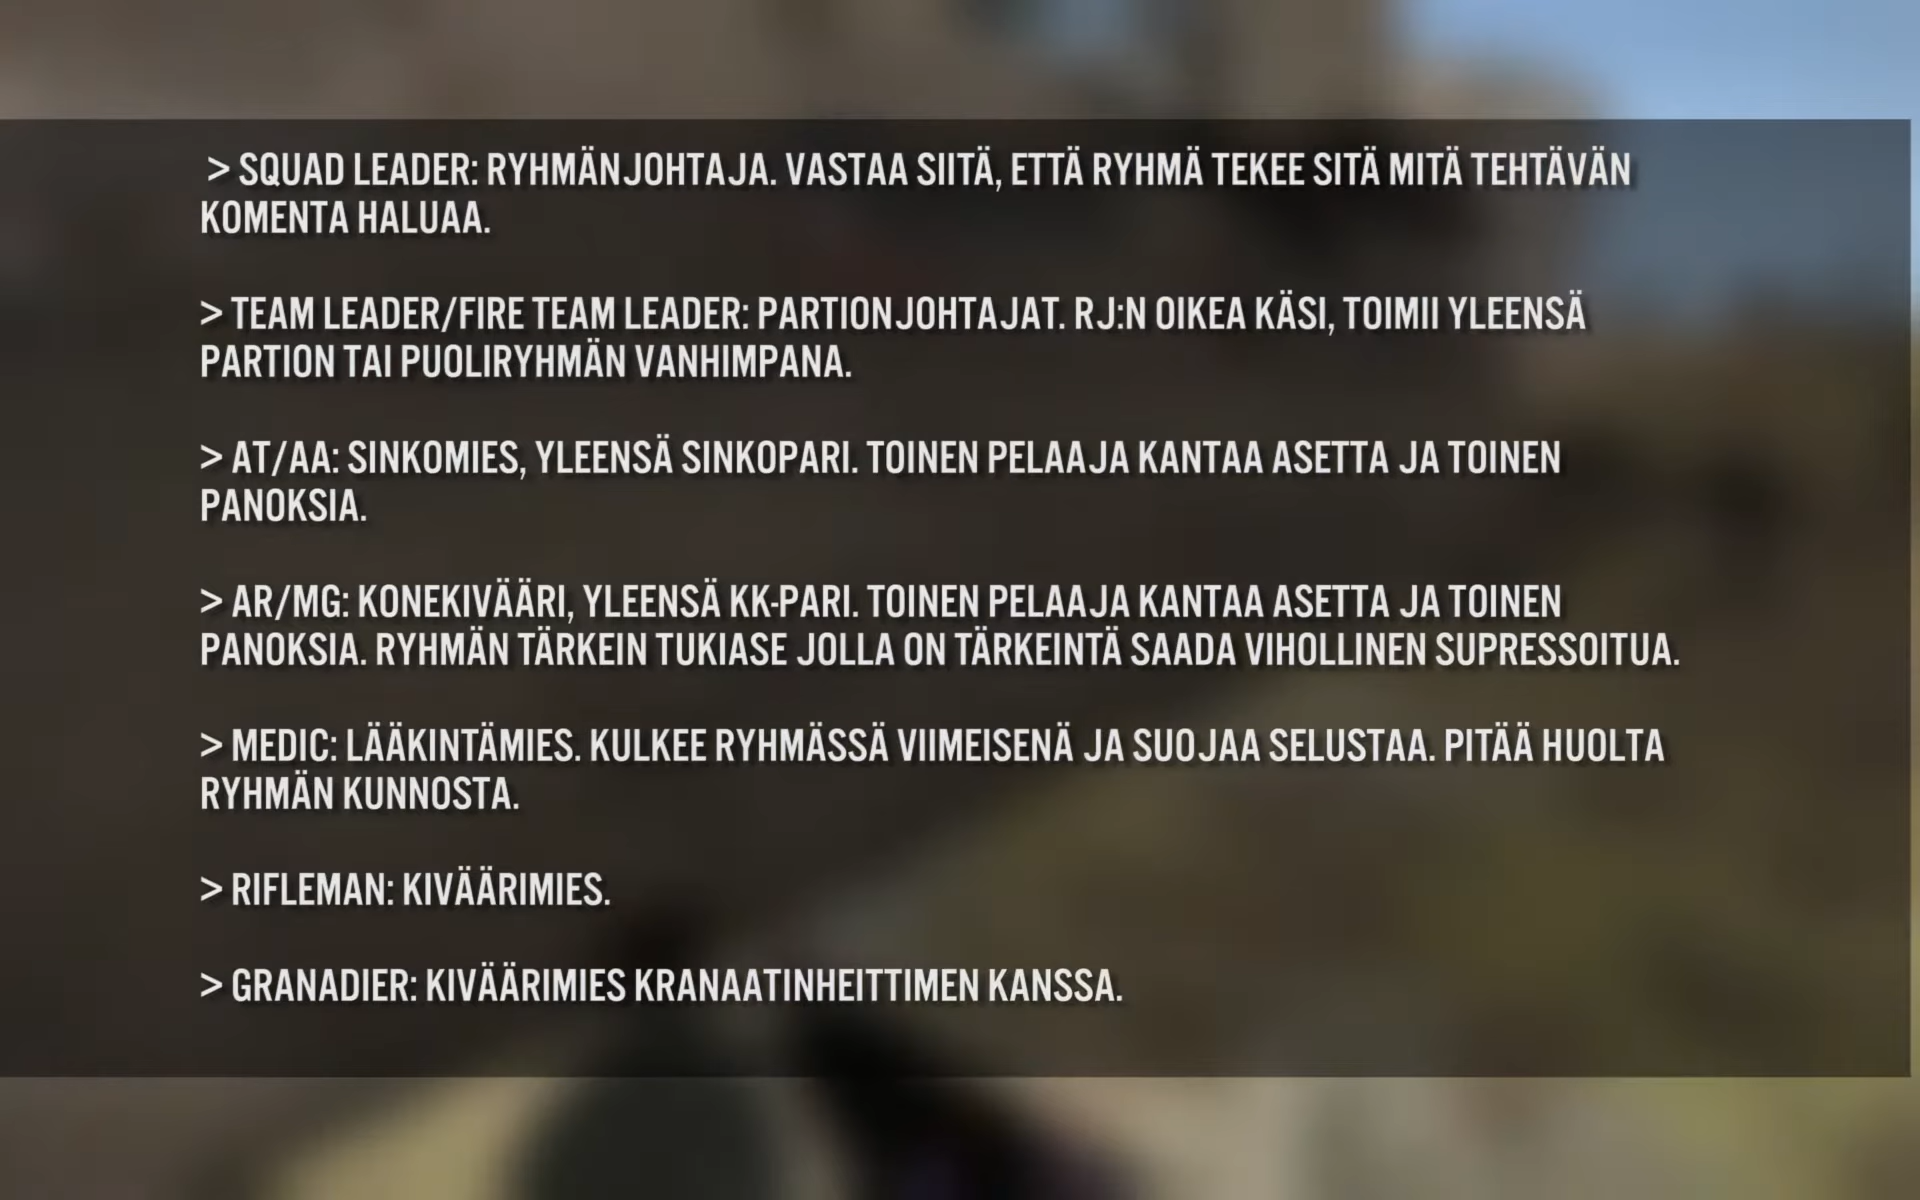 > SQUAD LEADER: RYHMÄNJOHTAJA. VASTAA SIITÄ, ETTÄ RYHMÄ TEKEE SITÄ MITÄ TEHTÄVÄN
KOMENTA HALUAA.
> TEAM LEADER/FIRE TEAM LEADER: PARTIONJOHTAJAT. RJ:N OIKEA KÄSI, TOIMII YLEENSÄ
PARTION TAI PUOLIRYHMÄN VANHIMPANA.
> AT/AA: SINKOMIES, YLEENSÄ SINKOPARI. TOINEN PELAAJA KANTAA ASETTA JA TOINEN
PANOKSIA.
> AR/MG: KONEKIVÄÄRI, YLEENSÄ KK-PARI. TOINEN PELAAJA KANTAA ASETTA JA TOINEN
PANOKSIA. RYHMÄN TÄRKEIN TUKIASE JOLLA ON TÄRKEINTÄ SAADA VIHOLLINEN SUPRESSOITUA.
> MEDIC: LÄÄKINTÄMIES. KULKEE RYHMÄSSÄ VIIMEISENÄ JA SUOJAA SELUSTAA. PITÄÄ HUOLTA
RYHMÄN KUNNOSTA.
> RIFLEMAN: KIVÄÄRIMIES.
> GRANADIER: KIVÄÄRIMIES KRANAATINHEITTIMEN KANSSA.